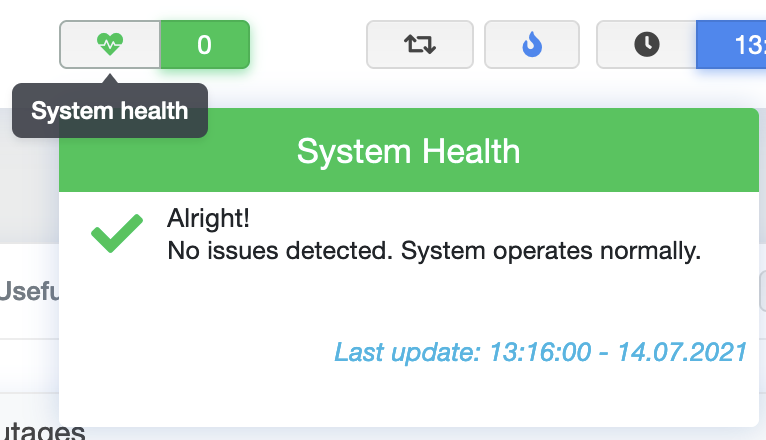 0
13:
System health
System Health
Alright!
No issues detected. System operates normally.
Usefu
Last update: 13:16:00 - 14.07.2021
utages